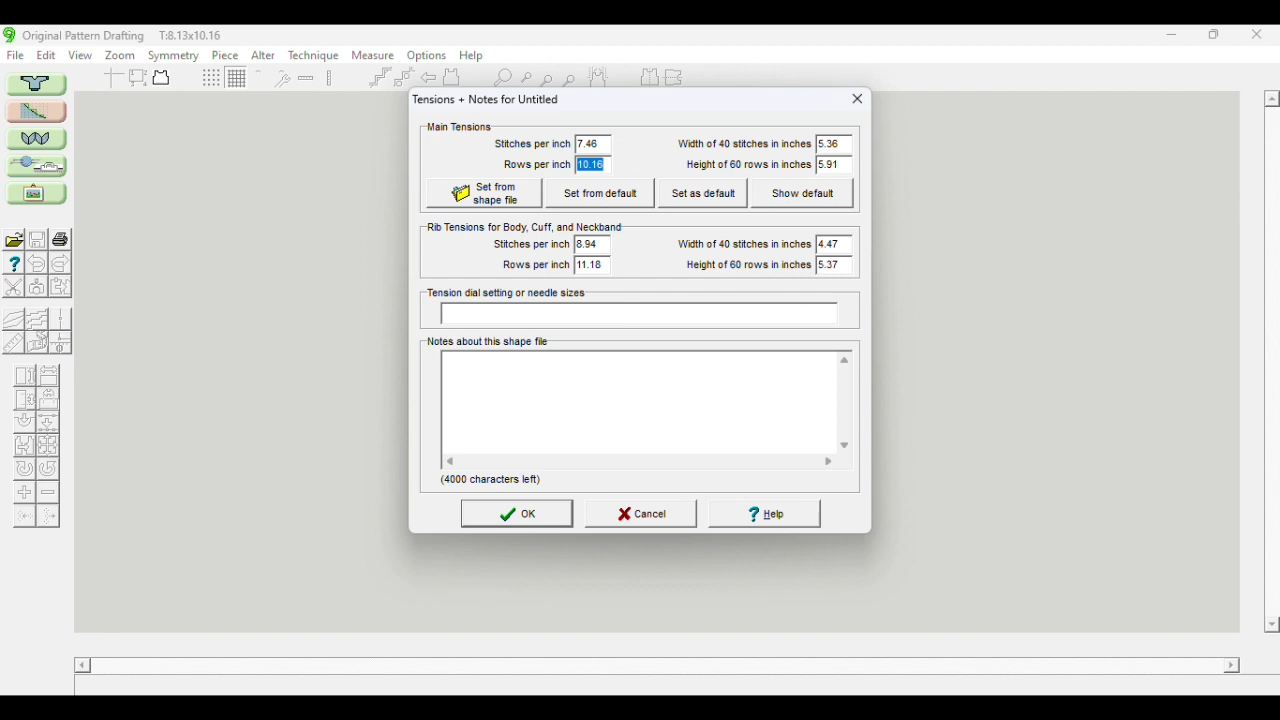 Original Pattern Drafting T:8.13x10.16
File Edit View Zoom Symmetry Piece Alter Technique Measure Options Help
Tensions + Notes for Untitled
Main Tensions
Stitches per inch 7.46 Width of 40 stitches in inches 5.36
Rows per inch 10.16 Height of 60 rows in inches 5.91
Set from shape file Set from default Set as default Show default
Rib Tensions for Body, Cuff, and Neckband
Stitches per inch 8.94 Width of 40 stitches in inches 4.47
Rows per inch 11.18 Height of 60 rows in inches 5.37
Tension dial setting or needle sizes
Notes about this shape file
(4000 characters left)
OK Cancel Help